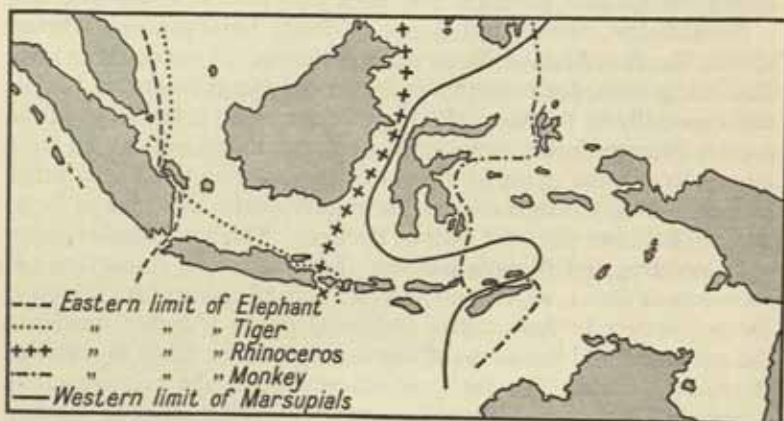 Eastern limit of Elephant
" " " Tiger
" " " Rhinoceros
" " " Monkey
Western limit of Marsupials